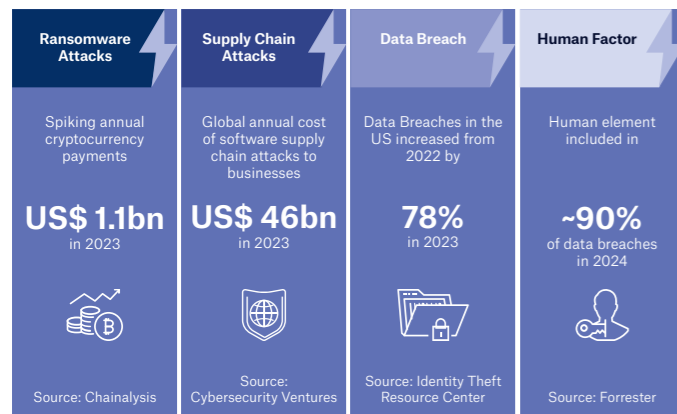 Ransomware
Attacks
Spiking annual
cryptocurrency
payments
US$ 1.1bn
in 2023
Source: Chainalysis
Supply Chain
Attacks
Global annual cost
of software supply
chain attacks to
businesses
US$ 46bn
in 2023
Source:
Cybersecurity Ventures
Data Breach
Data Breaches in the
US increased from
2022 by
78%
in 2023
Source: Identity Theft
Resource Center
Human Factor
Human element
included in
~90%
of data breaches
in 2024
Source: Forrester